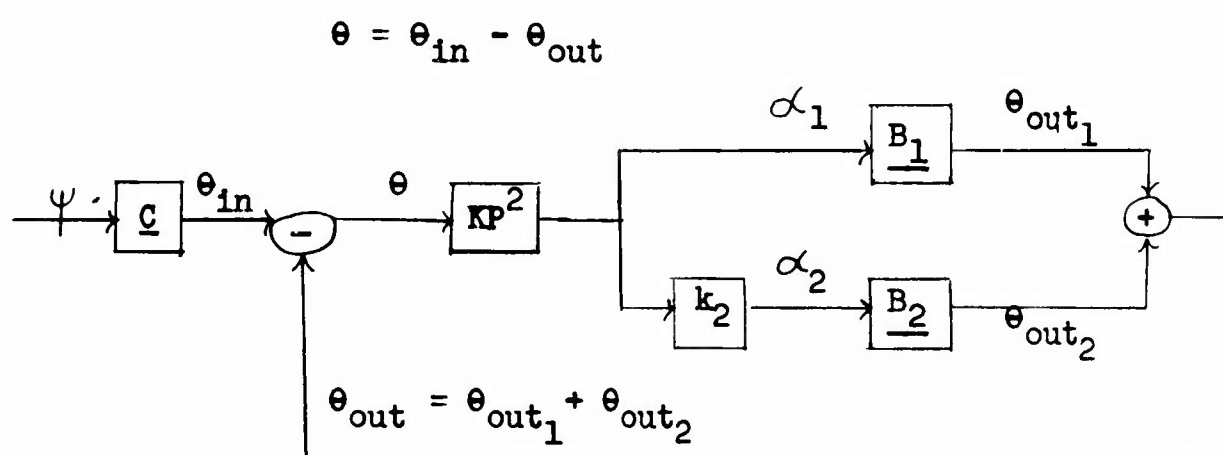 θ = θin - θout
α1
B1
θout1
ψ
C
θin
-
θ
KP²
+
k2
α2
B2
θout2
θout = θout1 + θout2